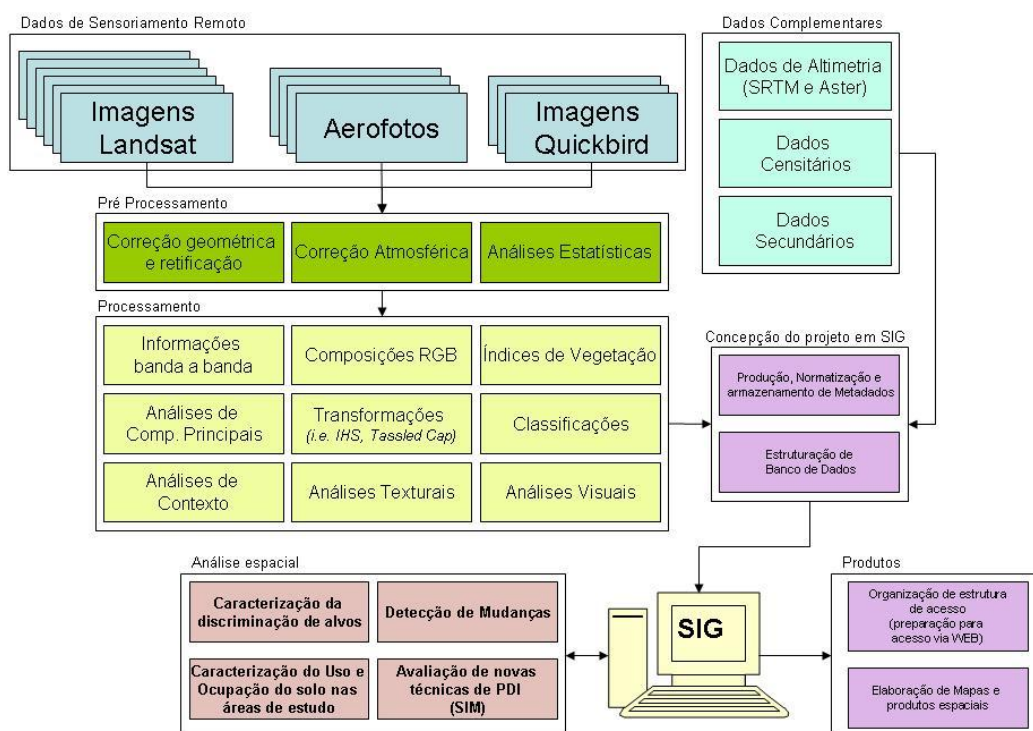 Dados de Sensoriamento Remoto
Imagens
Landsat
Aerofotos
Imagens
Quickbird
Dados Complementares
Dados de Altimetria
(SRTM e Aster)
Dados
Censitários
Dados
Secundários
Pré Processamento
Correção geométrica
e retificação
Correção Atmosférica
Análises Estatísticas
Processamento
Informações
banda a banda
Composições RGB
Índices de Vegetação
Análises de
Comp. Principais
Transformações
(i.e. IHS, Tassled Cap)
Classificações
Análises de
Contexto
Análises Texturais
Análises Visuais
Concepção do projeto em SIG
Produção, Normatização e
armazenamento de Metadados
Estruturação de
Banco de Dados
Análise espacial
Caracterização da
discriminação de alvos
Detecção de Mudanças
Caracterização do Uso e
Ocupação do solo nas
áreas de estudo
Avaliação de novas
técnicas de PDI
(SIM)
SIG
Produtos
Organização de estrutura
de acesso
(preparação para
acesso via WEB)
Elaboração de Mapas e
produtos espaciais